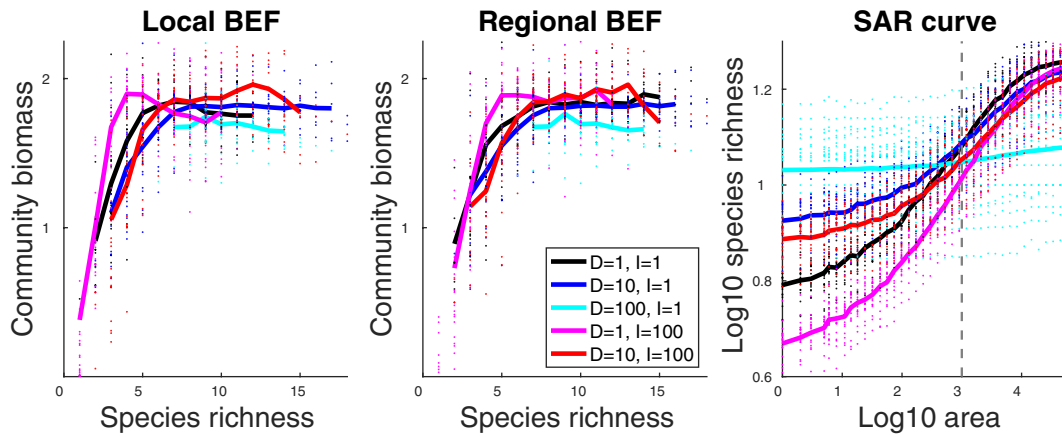 Local BEF
Community biomass
2
1
0
5
10
15
Species richness
Regional BEF
Community biomass
2
1
0
5
10
15
Species richness
D=1, I=1
D=10, I=1
D=100, I=1
D=1, I=100
D=10, I=100
SAR curve
Log10 species richness
1.2
1
0.8
0.6
0
1
2
3
4
Log10 area